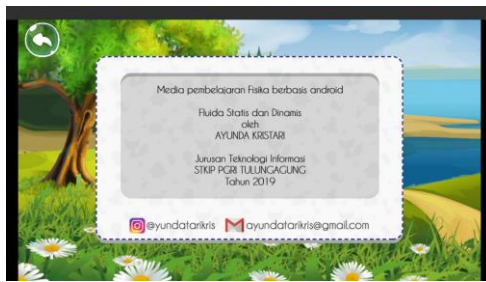 Media pembelajaran Fisika berbasis android
Fluida Statis dan Dinamis
oleh
AYUNDA KRISTARI
Jurusan Teknologi Informasi
STKIP PGRI TULUNGAGUNG
Tahun 2019
@yundatarikris ayundatarikris@gmail.com